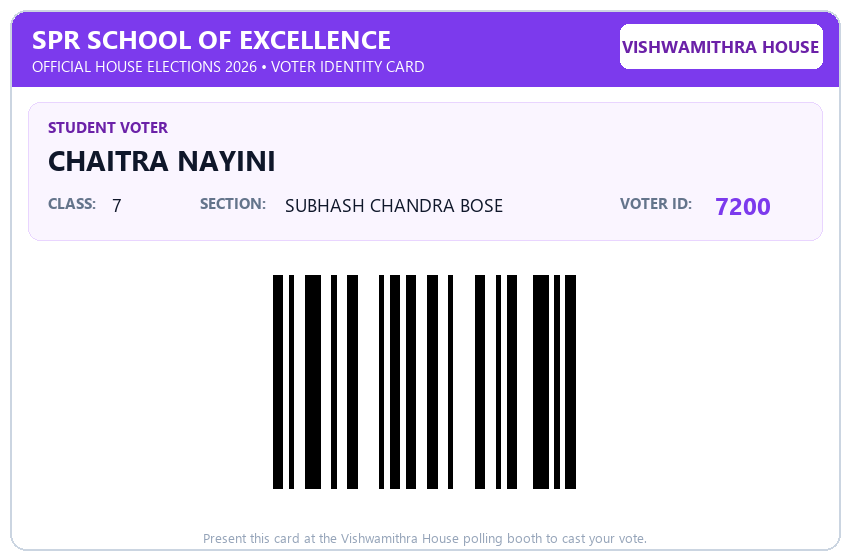 SPR SCHOOL OF EXCELLENCE
OFFICIAL HOUSE ELECTIONS 2026 • VOTER IDENTITY CARD
VISHWAMITHRA HOUSE
STUDENT VOTER
CHAITRA NAYINI
CLASS: 7 SECTION: SUBHASH CHANDRA BOSE VOTER ID: 7200
Present this card at the Vishwamithra House polling booth to cast your vote.